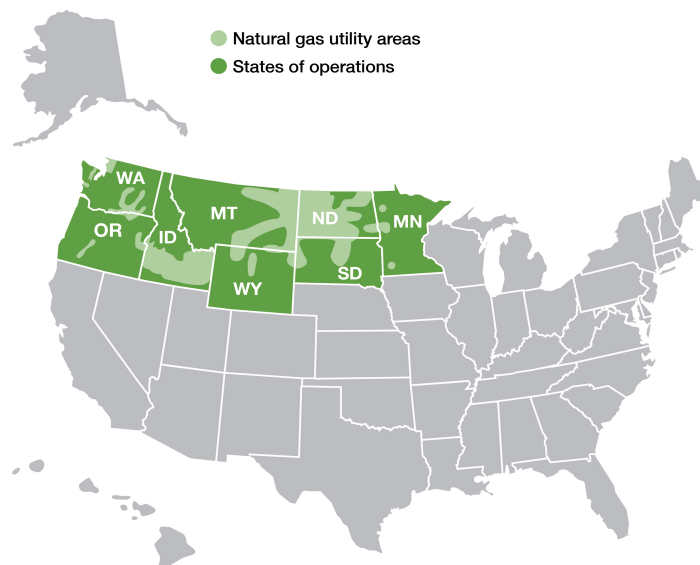 Natural gas utility areas
States of operations
WA
MT
ND
MN
OR
ID
SD
WY